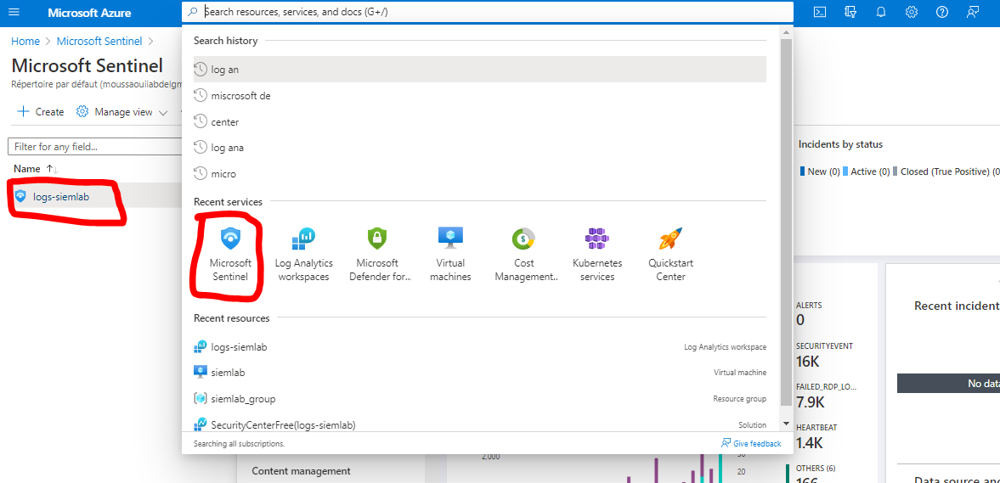 Microsoft Azure
Search resources, services, and docs (G+/)
Home > Microsoft Sentinel >
Microsoft Sentinel
Répertoire par défaut (moussaouiiabdelgm
Create
Manage view
Filter for any field...
Name ↑↓
logs-siemlab
Search history
log an
miscrosoft de
center
log ana
micro
Recent services
Microsoft Sentinel
Log Analytics workspaces
Microsoft Defender for...
Virtual machines
Cost Management...
Kubernetes services
Quickstart Center
Recent resources
logs-siemlab Log Analytics workspace
siemlab Virtual machine
siemlab_group Resource group
SecurityCenterFree(logs-siemlab) Solution
Searching all subscriptions.
Give feedback
Content management
2,000
Incidents by status
New (0) Active (0) Closed (True Positive) (0
ALERTS
0
SECURITYEVENT
16K
FAILED_RDP_LO...
7.9K
HEARTBEAT
1.4K
OTHERS (6)
166
20
Recent incident
No data
Data source and